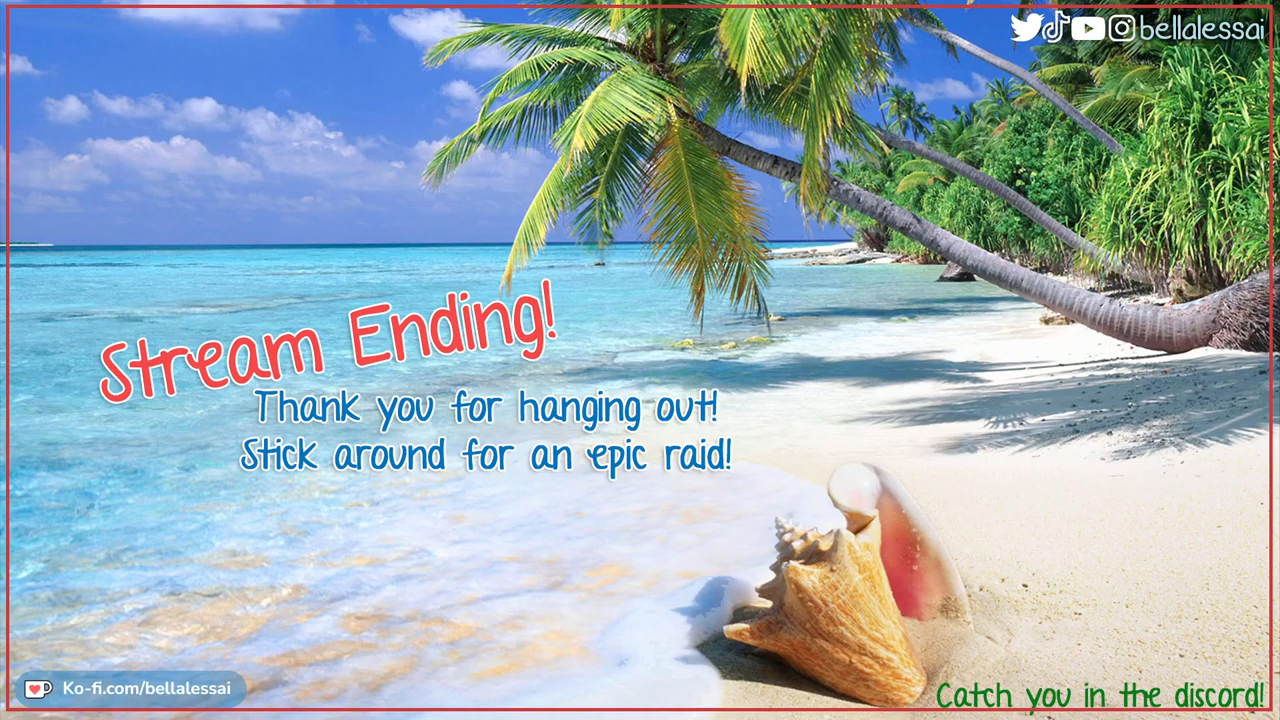 bellalessai
Stream Ending!
Thank you for hanging out!
Stick around for an epic raid!
Ko-fi.com/bellalessai
Catch you in the discord!